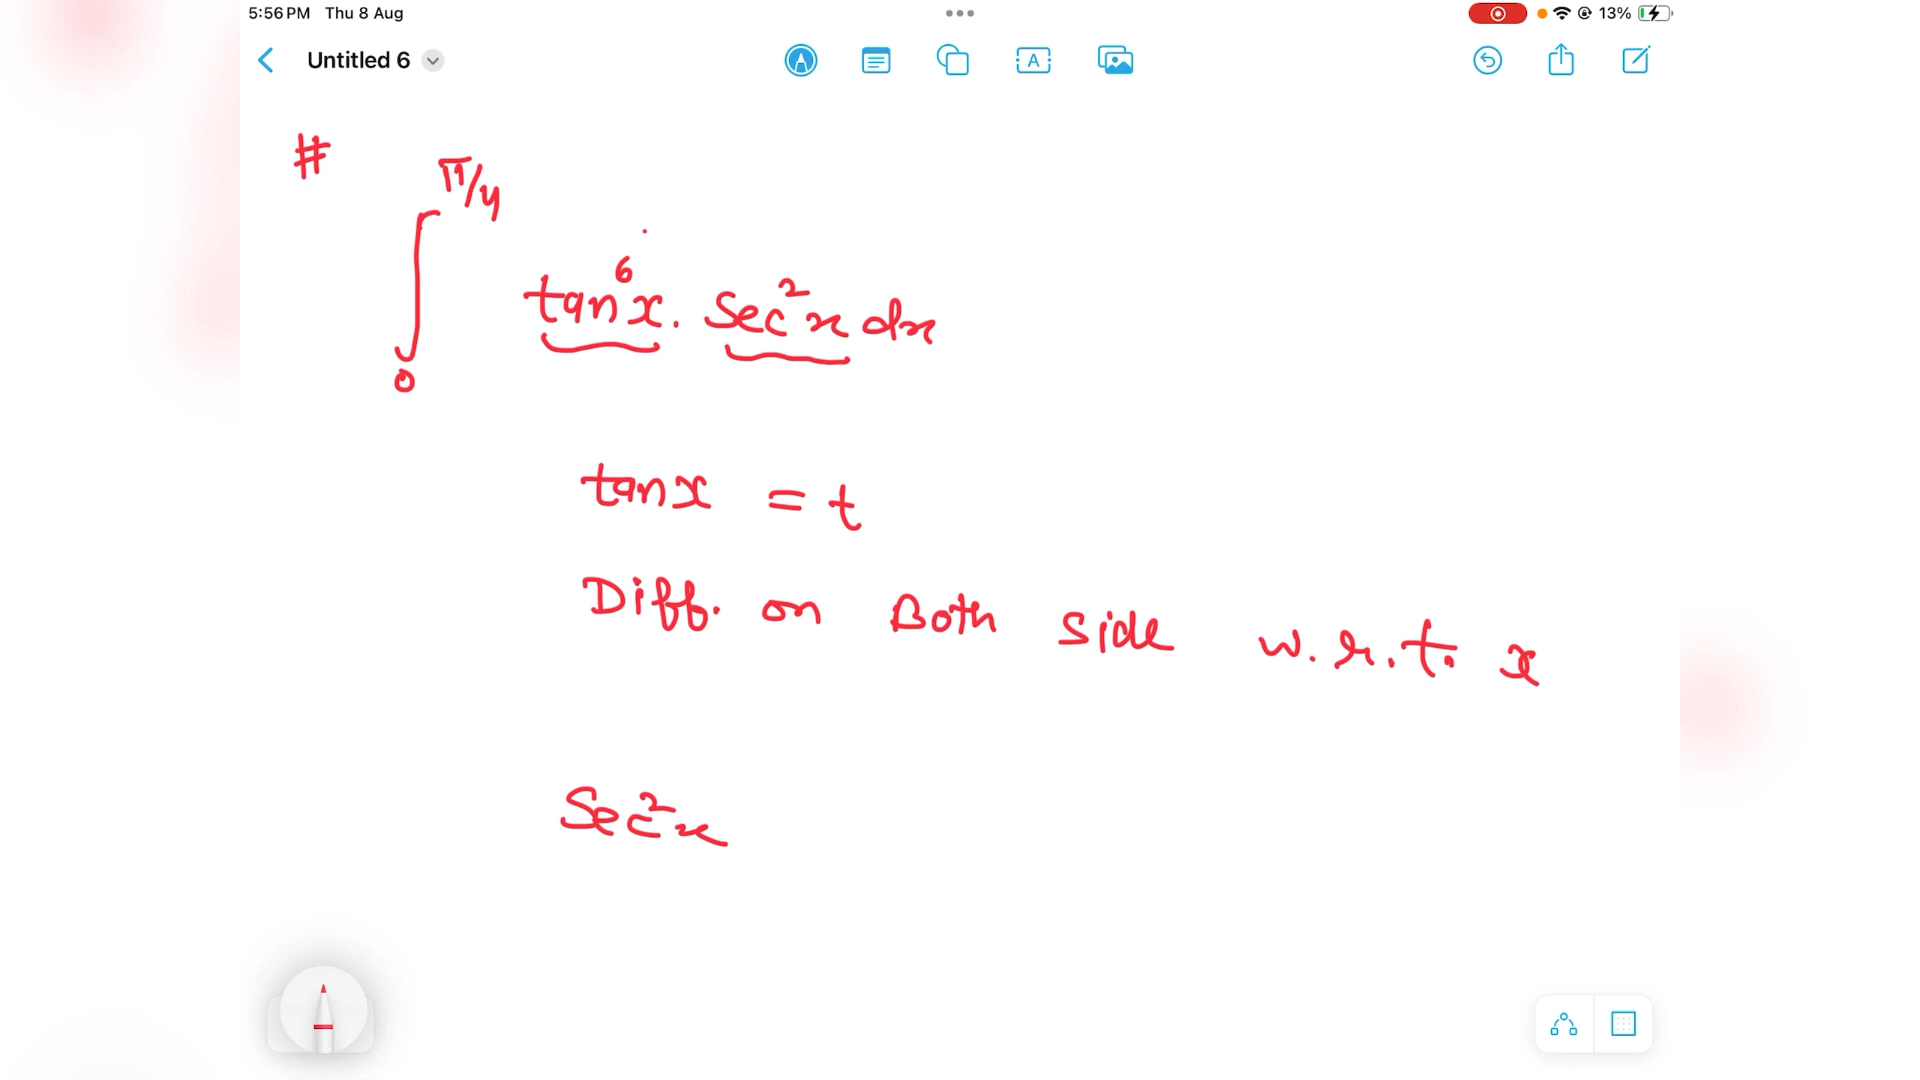 5:56 PM Thu 8 Aug
13%
Untitled 6
A
#
∫₀^π/4 tan⁶x . sec²x dx
tanx = t
Diff. on Both side w.r.t. x
Sec²x